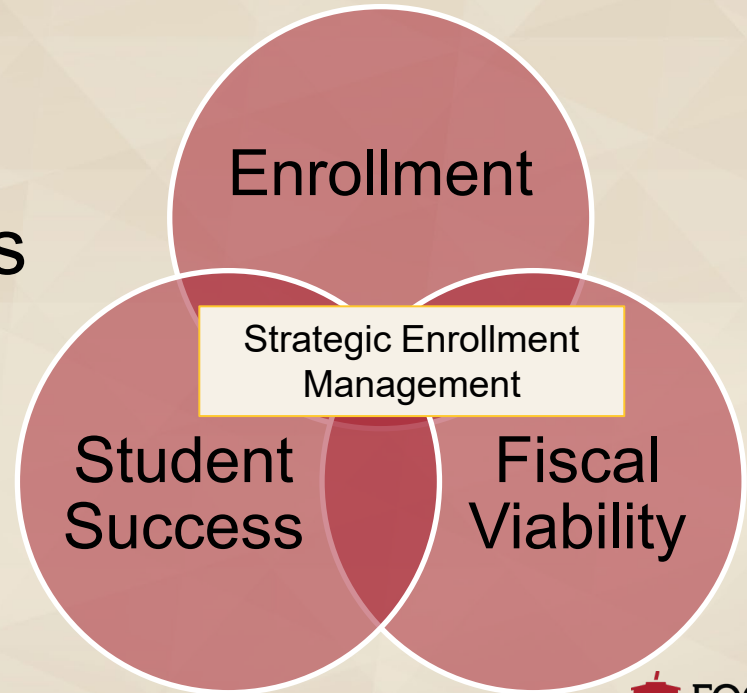 Enrollment
s
Strategic Enrollment
Management
Student
Success
Fiscal
Viability